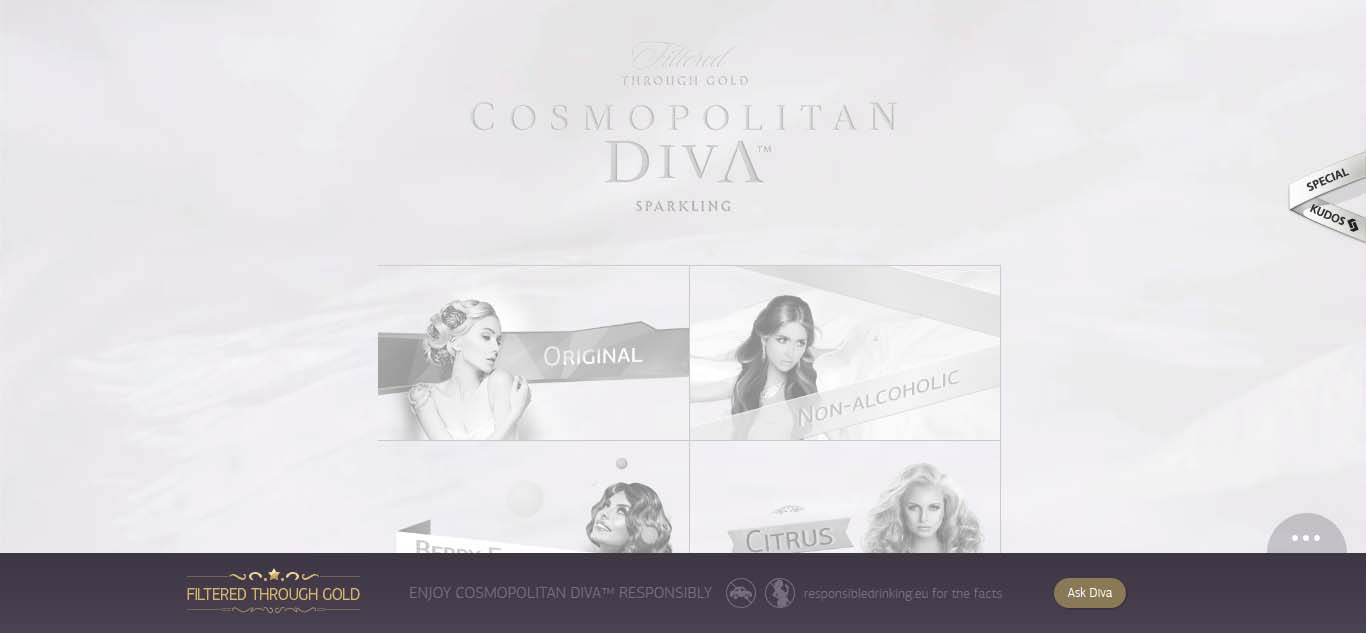 Filtered
THROUGH GOLD
COSMOPOLITAN
DIVA™
SPARKLING
SPECIAL
KUDOS
ORIGINAL
NON-ALCOHOLIC
CITRUS
FILTERED THROUGH GOLD
ENJOY COSMOPOLITAN DIVA™ RESPONSIBLY
responsibledrinking.eu for the facts
Ask Diva